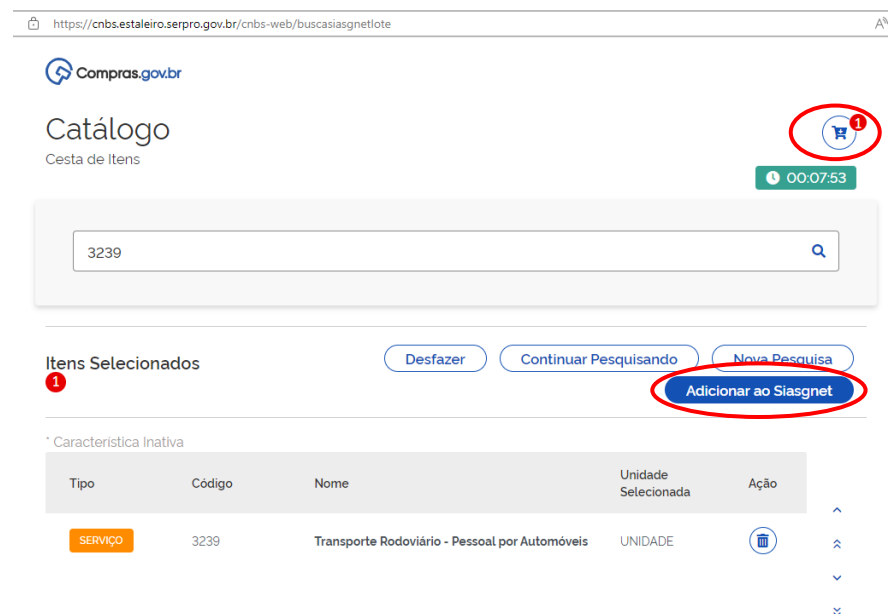 https://cnbs.estaleiro.serpro.gov.br/cnbs-web/buscasiasgnetlote
A
Compras.gov.br
Catálogo
1
Cesta de Itens
00:07:53
3239
Itens Selecionados
1
Desfazer Continuar Pesquisando Nova Pesquisa
Adicionar ao Siasgnet
* Característica Inativa
Tipo Código Nome Unidade Selecionada Ação
SERVIÇO 3239 Transporte Rodoviário - Pessoal por Automóveis UNIDADE